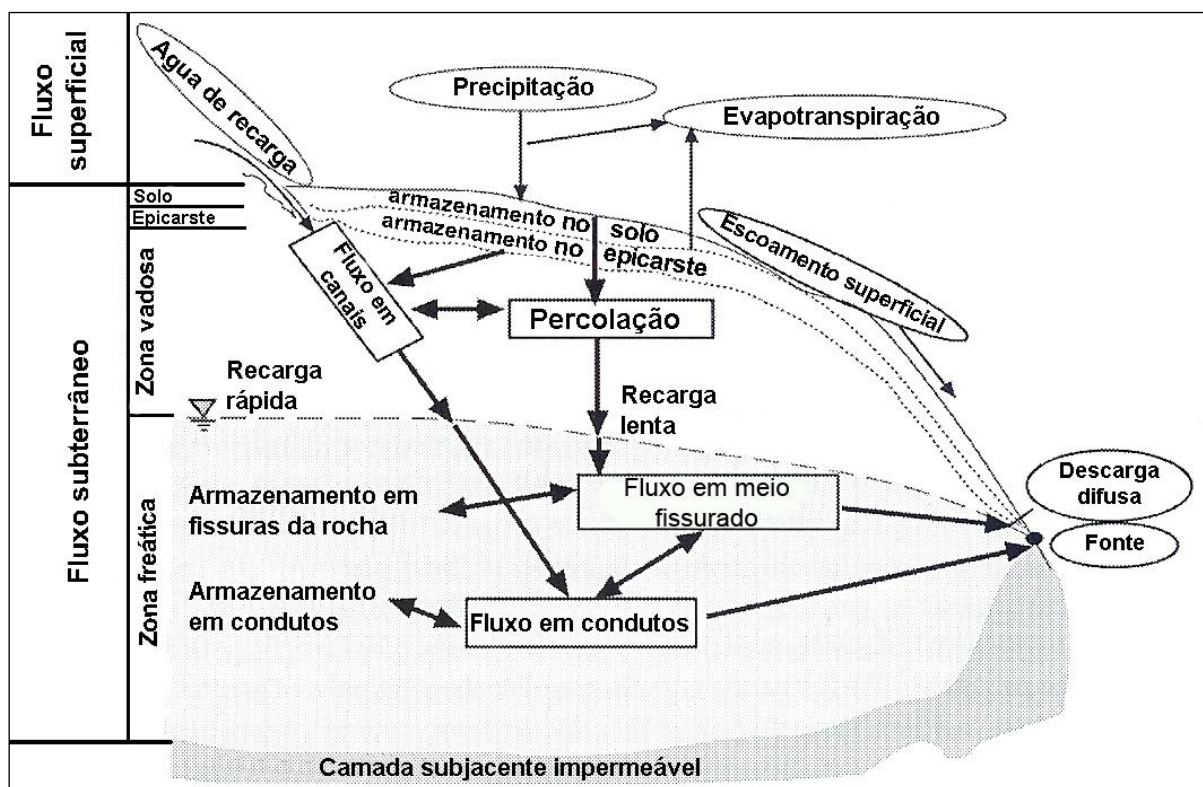 Fluxo
superficial
Agua de recarga
Precipitação
Evapotranspiração
Solo
Epicarste
armazenamento no solo
armazenamento no epicarste
Escoamento superficial
Fluxo subterrâneo
Zona vadosa
Fluxo em
canais
Percolação
Recarga
rápida
Recarga
lenta
Zona freática
Armazenamento em
fissuras da rocha
Fluxo em meio
fissurado
Descarga
difusa
Fonte
Armazenamento
em condutos
Fluxo em condutos
Camada subjacente impermeável